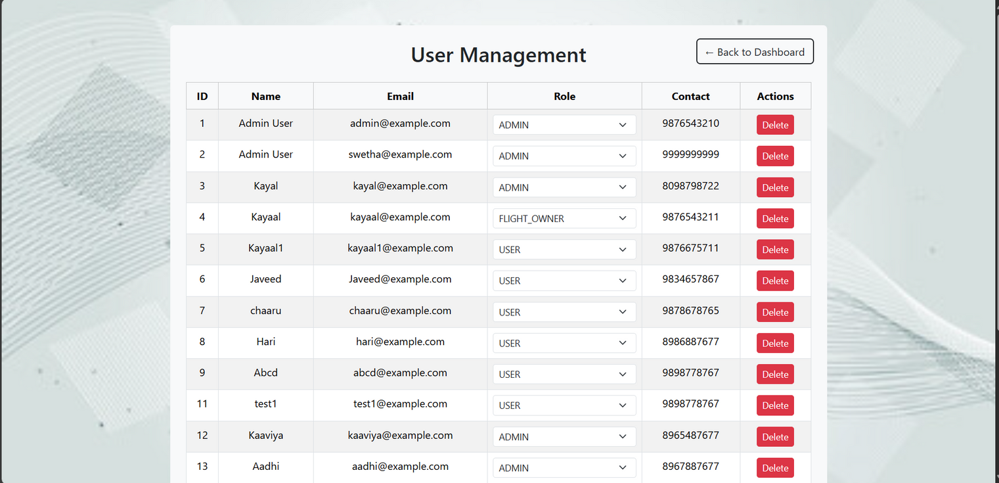 User Management
← Back to Dashboard
ID Name Email Role Contact Actions
1 Admin User admin@example.com ADMIN 9876543210 Delete
2 Admin User swetha@example.com ADMIN 9999999999 Delete
3 Kayal kayal@example.com ADMIN 8098798722 Delete
4 Kayaal kayaal@example.com FLIGHT_OWNER 9876543211 Delete
5 Kayaal1 kayaal1@example.com USER 9876675711 Delete
6 Javeed Javeed@example.com USER 9834657867 Delete
7 chaaru chaaru@example.com USER 9878678765 Delete
8 Hari hari@example.com USER 8986887677 Delete
9 Abcd abcd@example.com USER 9898778767 Delete
11 test1 test1@example.com USER 9898778767 Delete
12 Kaaviya kaaviya@example.com ADMIN 8965487677 Delete
13 Aadhi aadhi@example.com ADMIN 8967887677 Delete